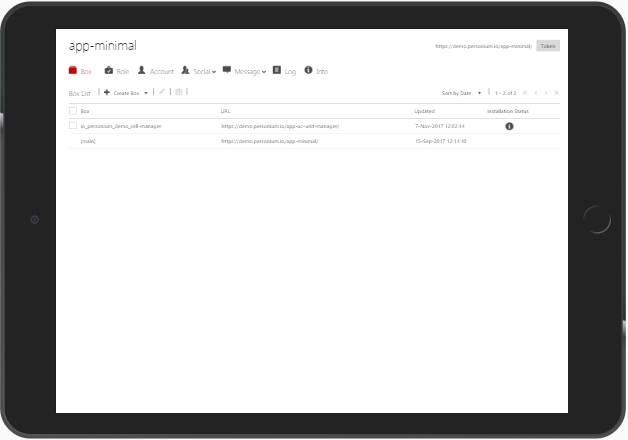 app-minimal
https://demo.personium.io/app-minimal/ Token
Box Role Account Social Message Log Info
Box List Create Box Sort by Date 1 - 2 of 2
Box URL Updated Installation Status
io_personium_demo_cell-manager https://demo.personium.io/app-uc-unit-manager/ 7-Nov-2017 12:02:44
[main] https://demo.personium.io/app-minimal/ 15-Sep-2017 12:14:10